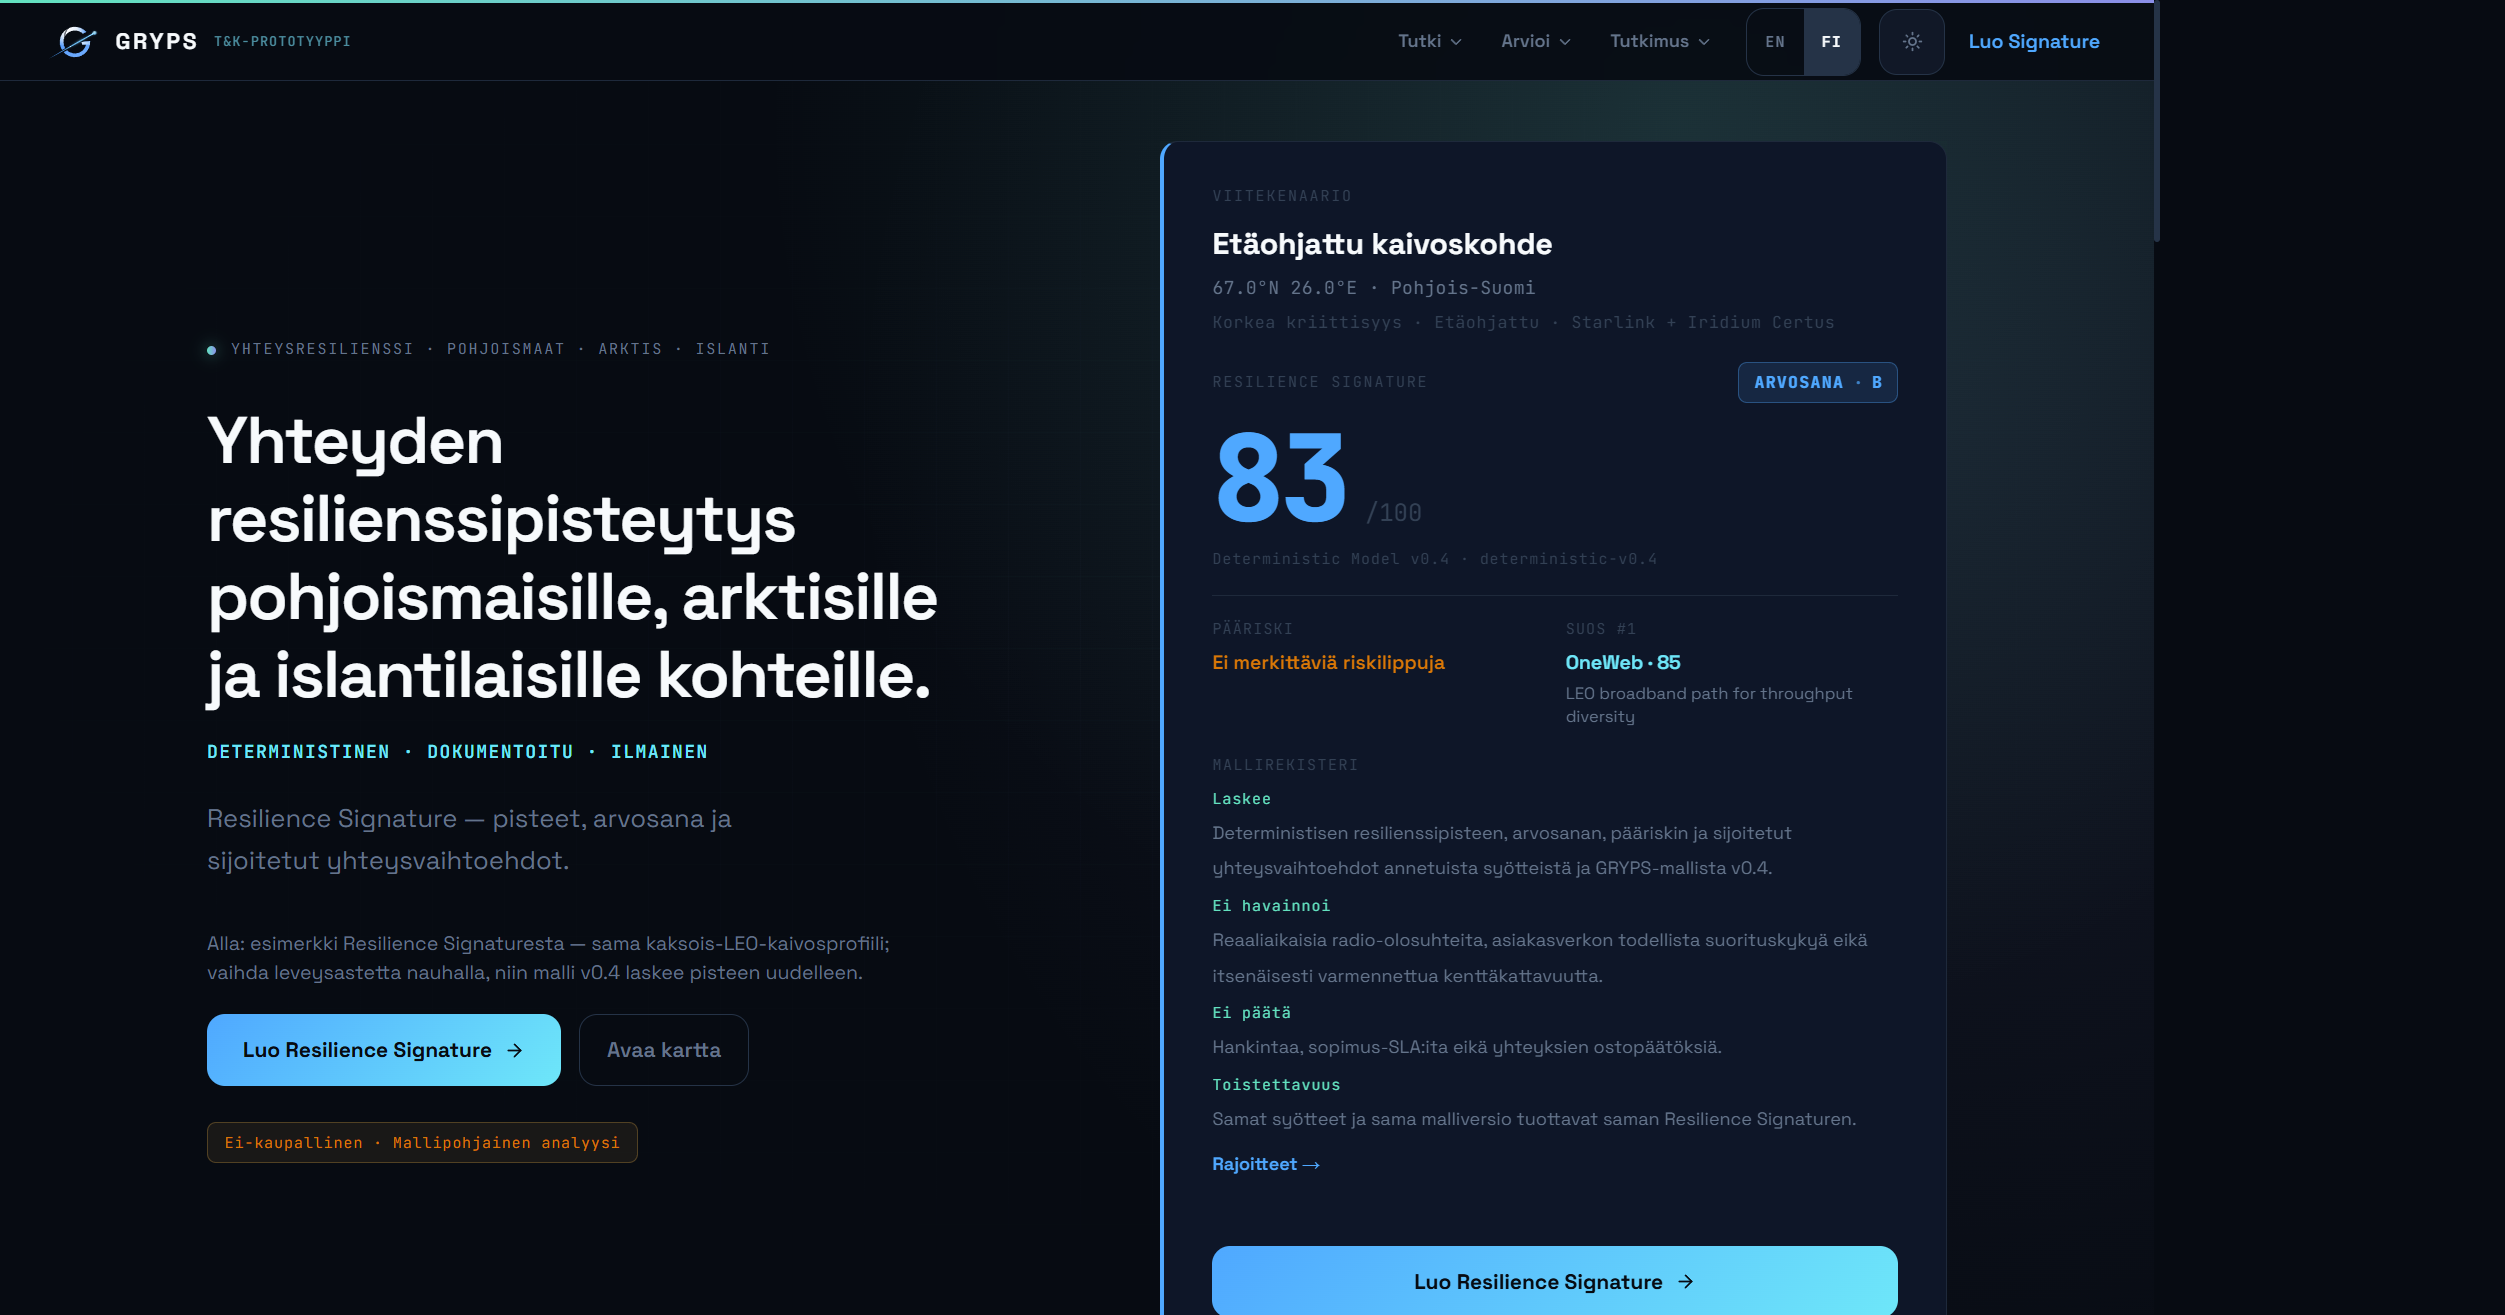 GRYPS T&K-PROTOTYYPPI
Tutki
Arvioi
Tutkimus
EN
FI
Luo Signature
YHTEYSRESILIENSSI · POHJOISMAAT · ARKTIS · ISLANTI
Yhteyden
resilienssipisteytys
pohjoismaisille, arktisille
ja islantilaisille kohteille.
DETERMINISTINEN · DOKUMENTOITU · ILMAINEN
Resilience Signature — pisteet, arvosana ja
sijoitetut yhteysvaihtoehdot.
Alla: esimerkki Resilience Signaturesta — sama kaksois-LEO-kaivosprofiili;
vaihda leveysastetta nauhalla, niin malli v0.4 laskee pisteen uudelleen.
Luo Resilience Signature →
Avaa kartta
Ei-kaupallinen · Mallipohjainen analyysi
VIITEKENAARIO
Etäohjattu kaivoskohde
67.0°N 26.0°E · Pohjois-Suomi
Korkea kriittisyys · Etäohjattu · Starlink + Iridium Certus
RESILIENCE SIGNATURE
ARVOSANA · B
83 /100
Deterministic Model v0.4 · deterministic-v0.4
PÄÄRISKI
Ei merkittäviä riskilippuja
SUOS #1
OneWeb · 85
LEO broadband path for throughput
diversity
MALLIREKISTERI
Laskee
Deterministisen resilienssipisteen, arvosanan, pääriskin ja sijoitetut
yhteysvaihtoehdot annetuista syötteistä ja GRYPS-mallista v0.4.
Ei havainnoi
Reaaliaikaisia radio-olosuhteita, asiakasverkon todellista suorituskykyä eikä
itsenäisesti varmennettua kenttäkattavuutta.
Ei päätä
Hankintaa, sopimus-SLA:ita eikä yhteyksien ostopäätöksiä.
Toistettavuus
Samat syötteet ja sama malliversio tuottavat saman Resilience Signaturen.
Rajoitteet →
Luo Resilience Signature →